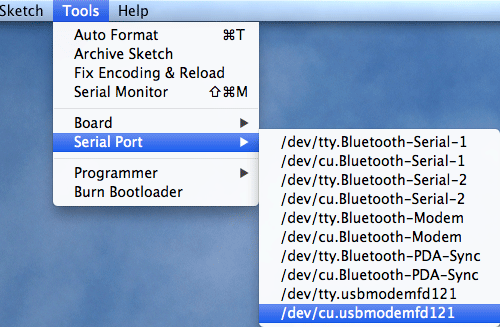 Sketch Tools Help
Auto Format ⌘T
Archive Sketch
Fix Encoding & Reload
Serial Monitor ⇧⌘M
Board
Serial Port
Programmer
Burn Bootloader
/dev/tty.Bluetooth-Serial-1
/dev/cu.Bluetooth-Serial-1
/dev/tty.Bluetooth-Serial-2
/dev/cu.Bluetooth-Serial-2
/dev/tty.Bluetooth-Modem
/dev/cu.Bluetooth-Modem
/dev/tty.Bluetooth-PDA-Sync
/dev/cu.Bluetooth-PDA-Sync
/dev/tty.usbmodemfd121
/dev/cu.usbmodemfd121